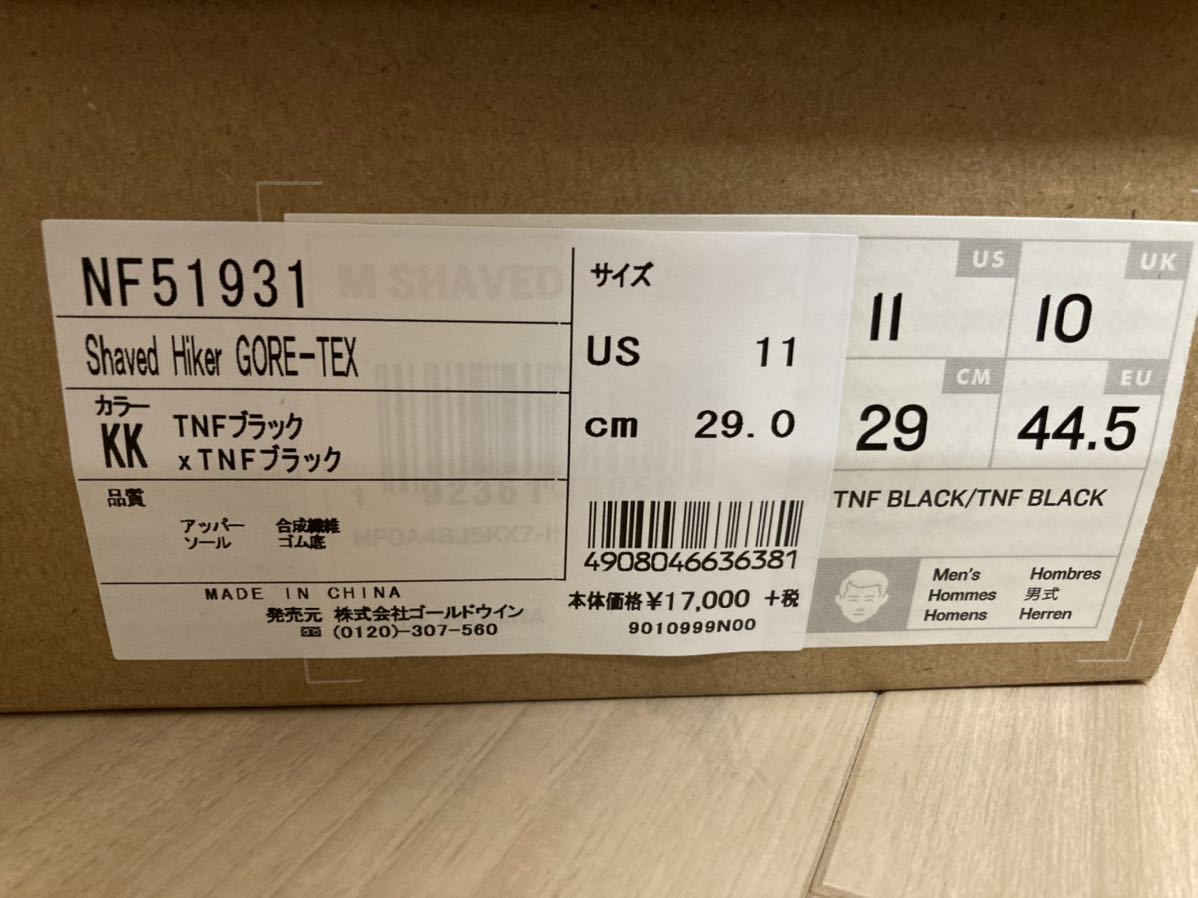 NF51931
Shaved Hiker GORE-TEX
カラー
KK
TNFブラック
xTNFブラック
品質
アッパー 合成繊維
ソール ゴム底
MADE IN CHINA
発売元 株式会社ゴールドウイン
(0120)-307-560
サイズ
US 11
cm 29.0
4908046636381
本体価格¥17,000 +税
9010999N00
M SHAVED
US
11
UK
10
CM
29
EU
44.5
TNF BLACK/TNF BLACK
Men's Hombres
Hommes 男式
Homens Herren